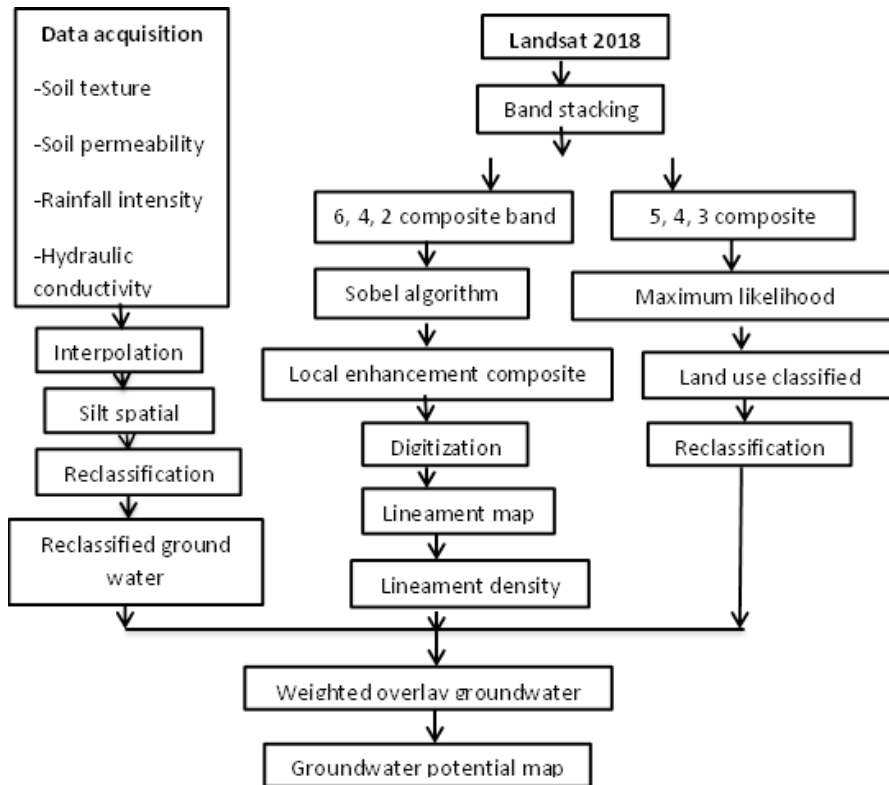 Data acquisition
-Soil texture
-Soil permeability
-Rainfall intensity
-Hydraulic
conductivity
Interpolation
Silt spatial
Reclassification
Reclassified ground
water
Landsat 2018
Band stacking
6, 4, 2 composite band
Sobel algorithm
Local enhancement composite
Digitization
Lineament map
Lineament density
5, 4, 3 composite
Maximum likelihood
Land use classified
Reclassification
Weighted overlay groundwater
Groundwater potential map